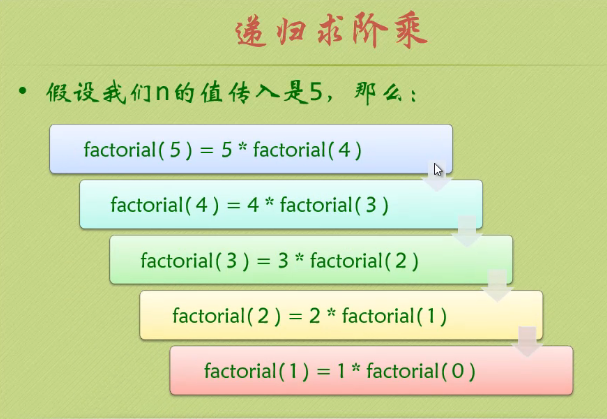 递归求阶乘
• 假设我们n的值传入是5，那么：
factorial( 5 ) = 5 * factorial( 4 )
factorial( 4 ) = 4 * factorial( 3 )
factorial( 3 ) = 3 * factorial( 2 )
factorial( 2 ) = 2 * factorial( 1 )
factorial( 1 ) = 1 * factorial( 0 )